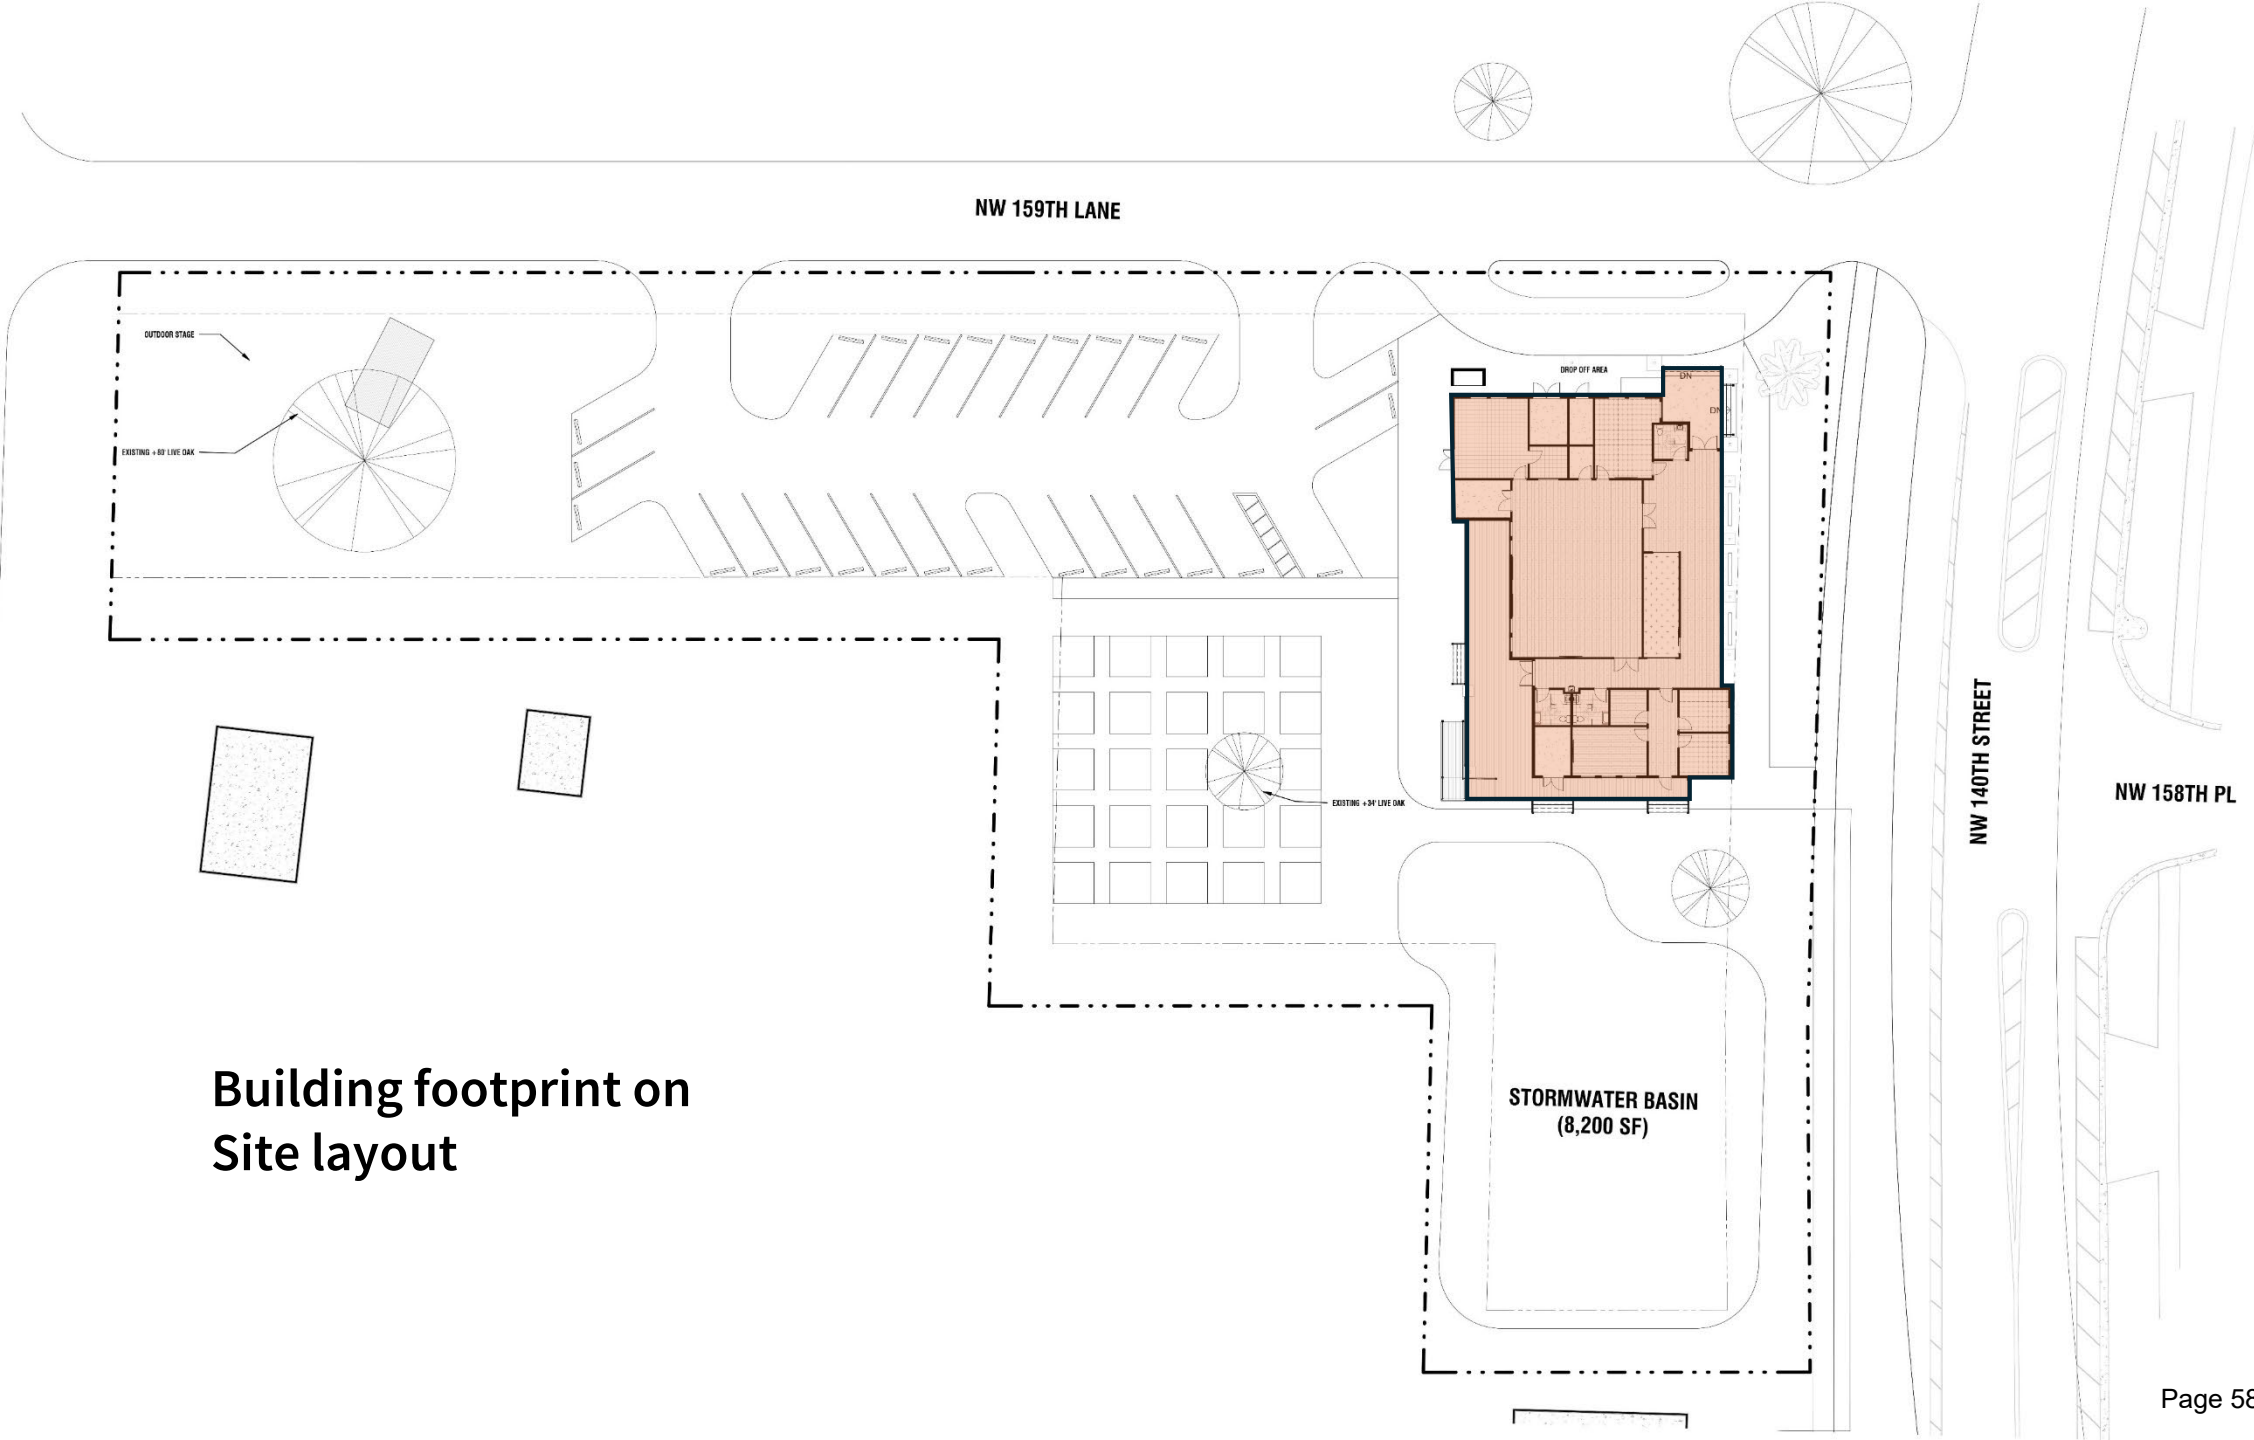 NW 159TH LANE
OUTDOOR STAGE
DROP OFF AREA
DN
DN
EXISTING +80' LIVE OAK
NW 140TH STREET
NW 158TH PL
EXISTING +34' LIVE OAK
Building footprint on
Site layout
STORMWATER BASIN
(8,200 SF)
Page 58